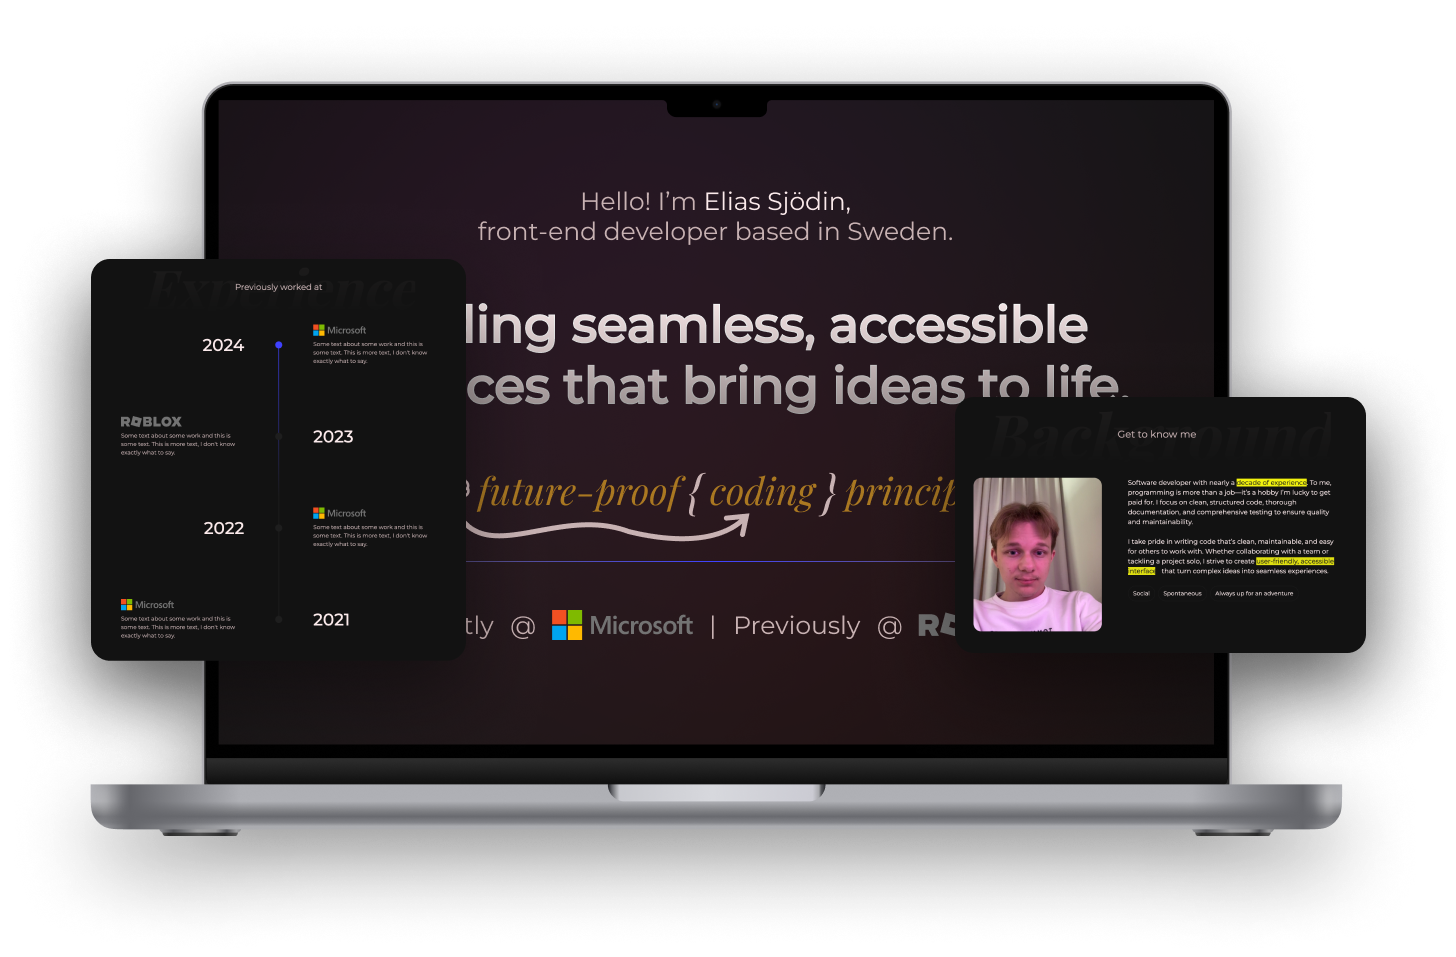 Hello! I'm Elias Sjödin,
front-end developer based in Sweden.
ling seamless, accessible
ces that bring ideas to life.
future-proof { coding } princip
tly @ Microsoft | Previously @ R
Experience
Previously worked at
2024
Microsoft
Some text about some work and this is
some text. This is more text, I don't know
exactly what to say.
ROBLOX
Some text about some work and this is
some text. This is more text, I don't know
exactly what to say.
2023
2022
Microsoft
Some text about some work and this is
some text. This is more text, I don't know
exactly what to say.
Microsoft
Some text about some work and this is
some text. This is more text, I don't know
exactly what to say.
2021
Background
Get to know me
Software developer with nearly a decade of experience. To me,
programming is more than a job—it's a hobby I'm lucky to get
paid for. I focus on clean, structured code, thorough
documentation, and comprehensive testing to ensure quality
and maintainability.
I take pride in writing code that's clean, maintainable, and easy
for others to work with. Whether collaborating with a team or
tackling a project solo, I strive to create user-friendly, accessible
interface that turn complex ideas into seamless experiences.
Social Spontaneous Always up for an adventure